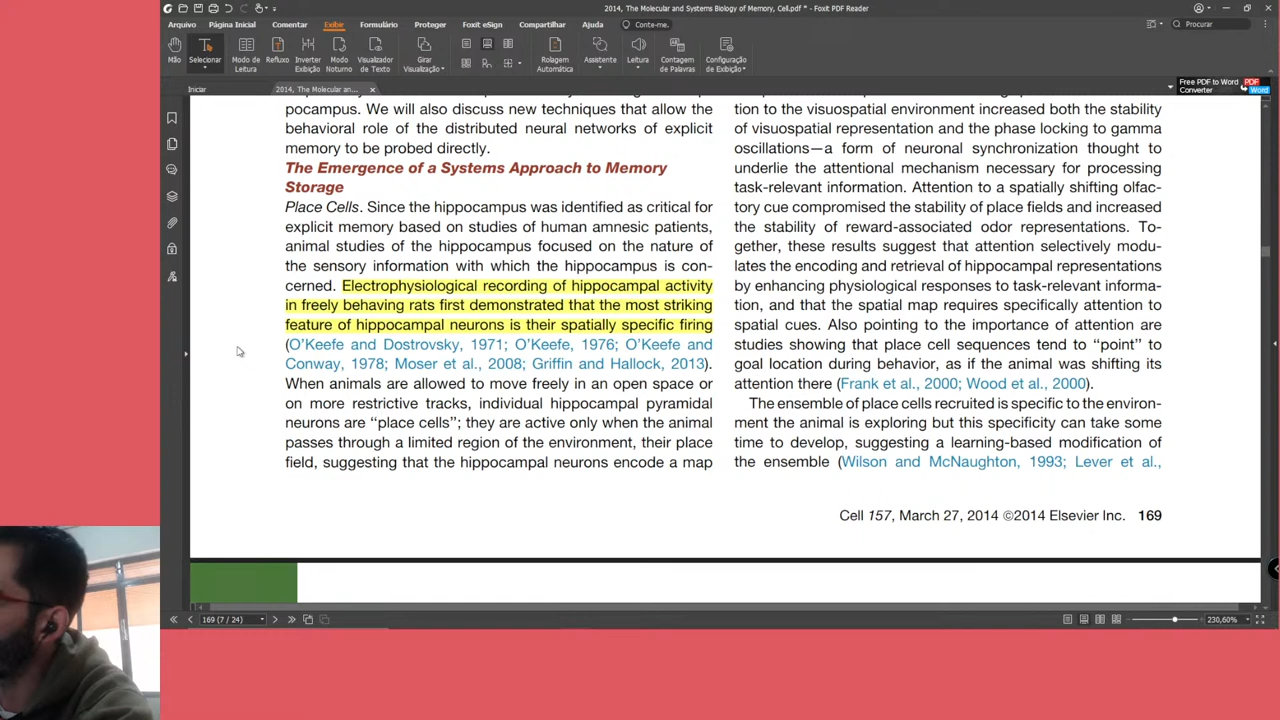 2014, The Molecular and Systems Biology of Memory, Cell.pdf * - Foxit PDF Reader
Arquivo Página Inicial Comentar Exibir Formulário Proteger Foxit eSign Compartilhar Ajuda Conte-me. Procurar
Mão Selecionar Modo de Leitura Refluxo Inverter Exibição Modo Noturno Visualizador de Texto Girar Visualização Rolagem Automática Assistente Leitura Contagem de Palavras Configuração de Exibição
Iniciar 2014, The Molecular an... Free PDF to Word Converter PDF Word
pocampus. We will also discuss new techniques that allow the
behavioral role of the distributed neural networks of explicit
memory to be probed directly.
The Emergence of a Systems Approach to Memory
Storage
Place Cells. Since the hippocampus was identified as critical for
explicit memory based on studies of human amnesic patients,
animal studies of the hippocampus focused on the nature of
the sensory information with which the hippocampus is con-
cerned. Electrophysiological recording of hippocampal activity
in freely behaving rats first demonstrated that the most striking
feature of hippocampal neurons is their spatially specific firing
(O'Keefe and Dostrovsky, 1971; O'Keefe, 1976; O'Keefe and
Conway, 1978; Moser et al., 2008; Griffin and Hallock, 2013).
When animals are allowed to move freely in an open space or
on more restrictive tracks, individual hippocampal pyramidal
neurons are “place cells”; they are active only when the animal
passes through a limited region of the environment, their place
field, suggesting that the hippocampal neurons encode a map
tion to the visuospatial environment increased both the stability
of visuospatial representation and the phase locking to gamma
oscillations—a form of neuronal synchronization thought to
underlie the attentional mechanism necessary for processing
task-relevant information. Attention to a spatially shifting olfac-
tory cue compromised the stability of place fields and increased
the stability of reward-associated odor representations. To-
gether, these results suggest that attention selectively modu-
lates the encoding and retrieval of hippocampal representations
by enhancing physiological responses to task-relevant informa-
tion, and that the spatial map requires specifically attention to
spatial cues. Also pointing to the importance of attention are
studies showing that place cell sequences tend to “point” to
goal location during behavior, as if the animal was shifting its
attention there (Frank et al., 2000; Wood et al., 2000).
The ensemble of place cells recruited is specific to the environ-
ment the animal is exploring but this specificity can take some
time to develop, suggesting a learning-based modification of
the ensemble (Wilson and McNaughton, 1993; Lever et al.,
Cell 157, March 27, 2014 ©2014 Elsevier Inc. 169
169 (7 / 24) 230,60%